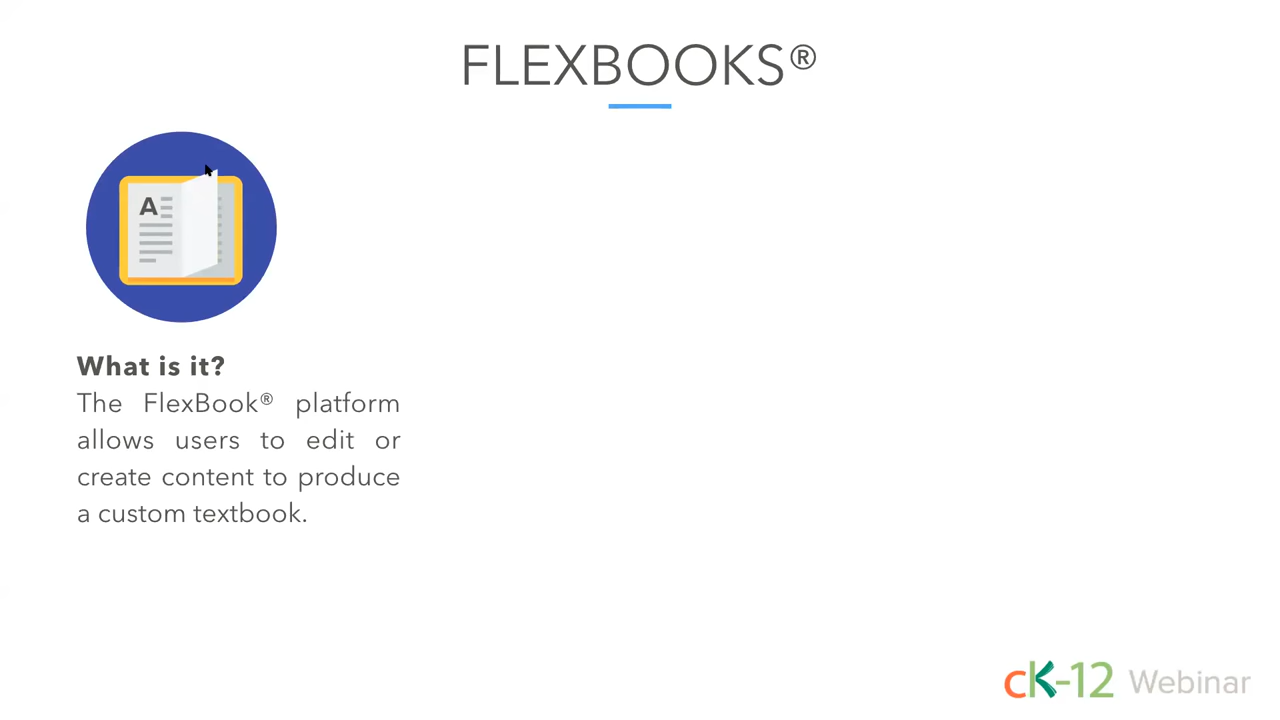 FLEXBOOKS®
A
What is it?
The FlexBook® platform
allows users to edit or
create content to produce
a custom textbook.
cK-12 Webinar